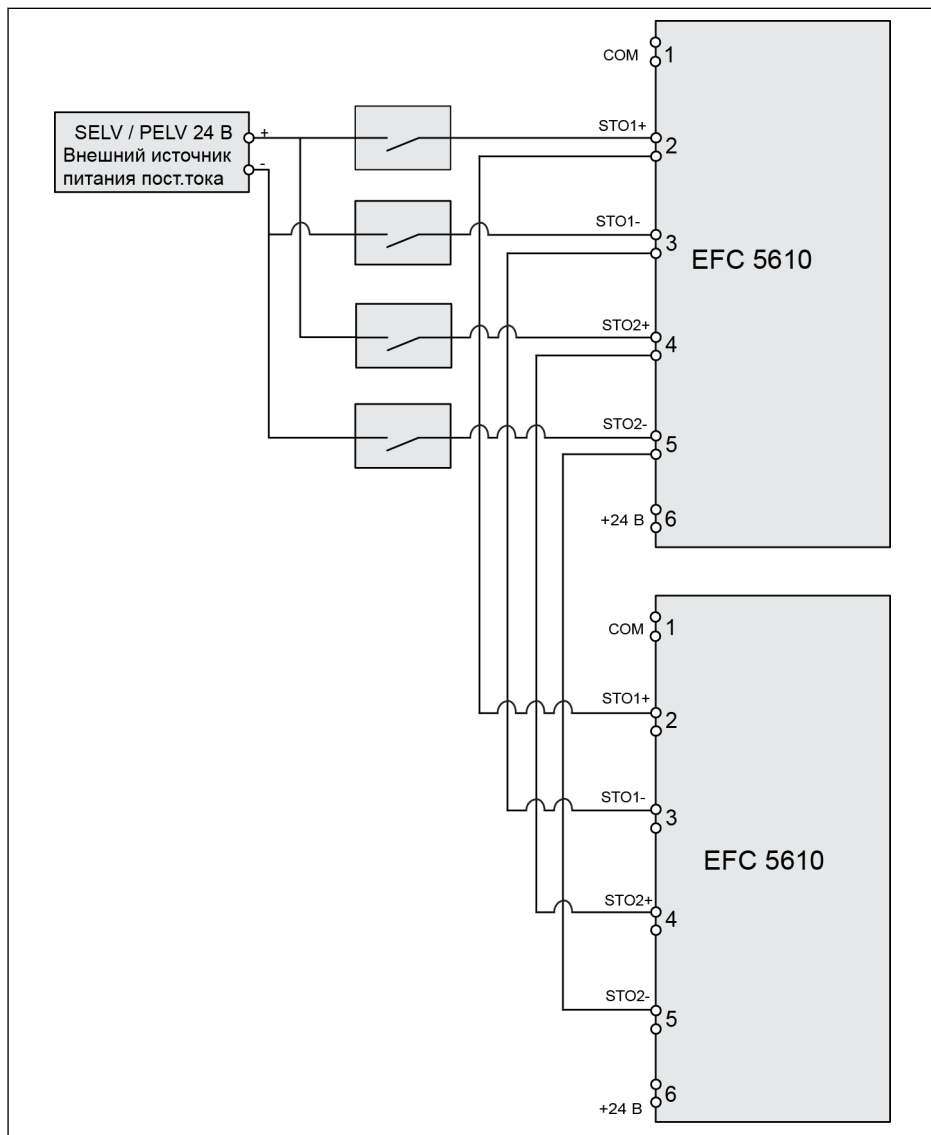 COM
1
SELV / PELV 24 В
Внешний источник
питания пост.тока
+
-
STO1+
2
STO1-
3
EFC 5610
STO2+
4
STO2-
5
+24 В
6
COM
1
STO1+
2
STO1-
3
EFC 5610
STO2+
4
STO2-
5
+24 В
6